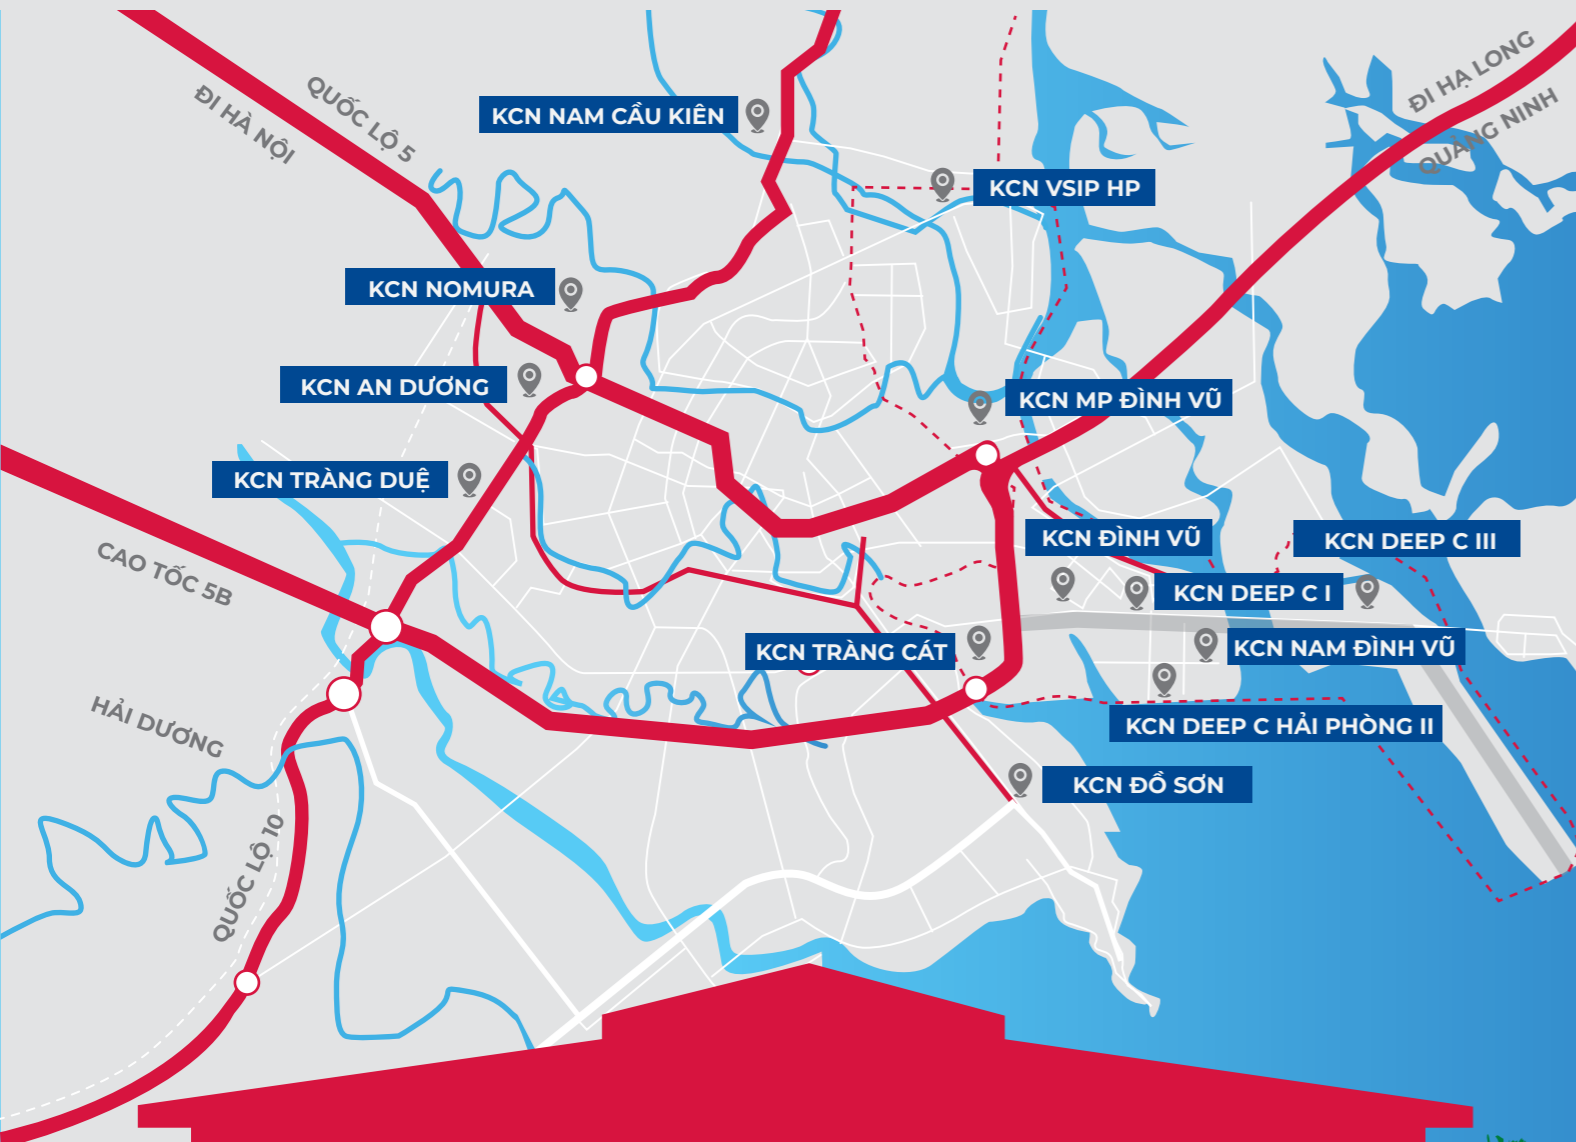 QUỐC LỘ 5
ĐI HÀ NỘI
ĐI HẠ LONG
QUẢNG NINH
KCN NAM CẦU KIÊN
KCN VSIP HP
KCN NOMURA
KCN AN DƯƠNG
KCN MP ĐÌNH VŨ
KCN TRÀNG DUỆ
KCN ĐÌNH VŨ
KCN DEEP C III
CAO TỐC 5B
KCN DEEP C I
KCN TRÀNG CÁT
KCN NAM ĐÌNH VŨ
HẢI DƯƠNG
KCN DEEP C HẢI PHÒNG II
KCN ĐỒ SƠN
QUỐC LỘ 10